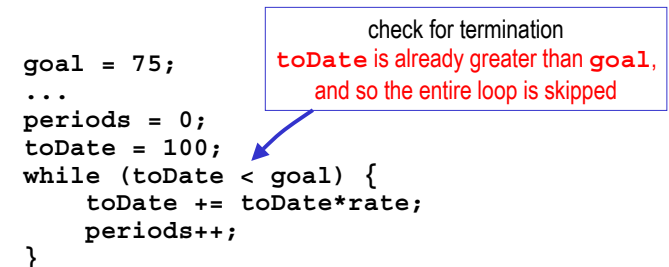 check for termination
toDate is already greater than goal,
and so the entire loop is skipped
goal = 75;
...
periods = 0;
toDate = 100;
while (toDate < goal) {
    toDate += toDate*rate;
    periods++;
}